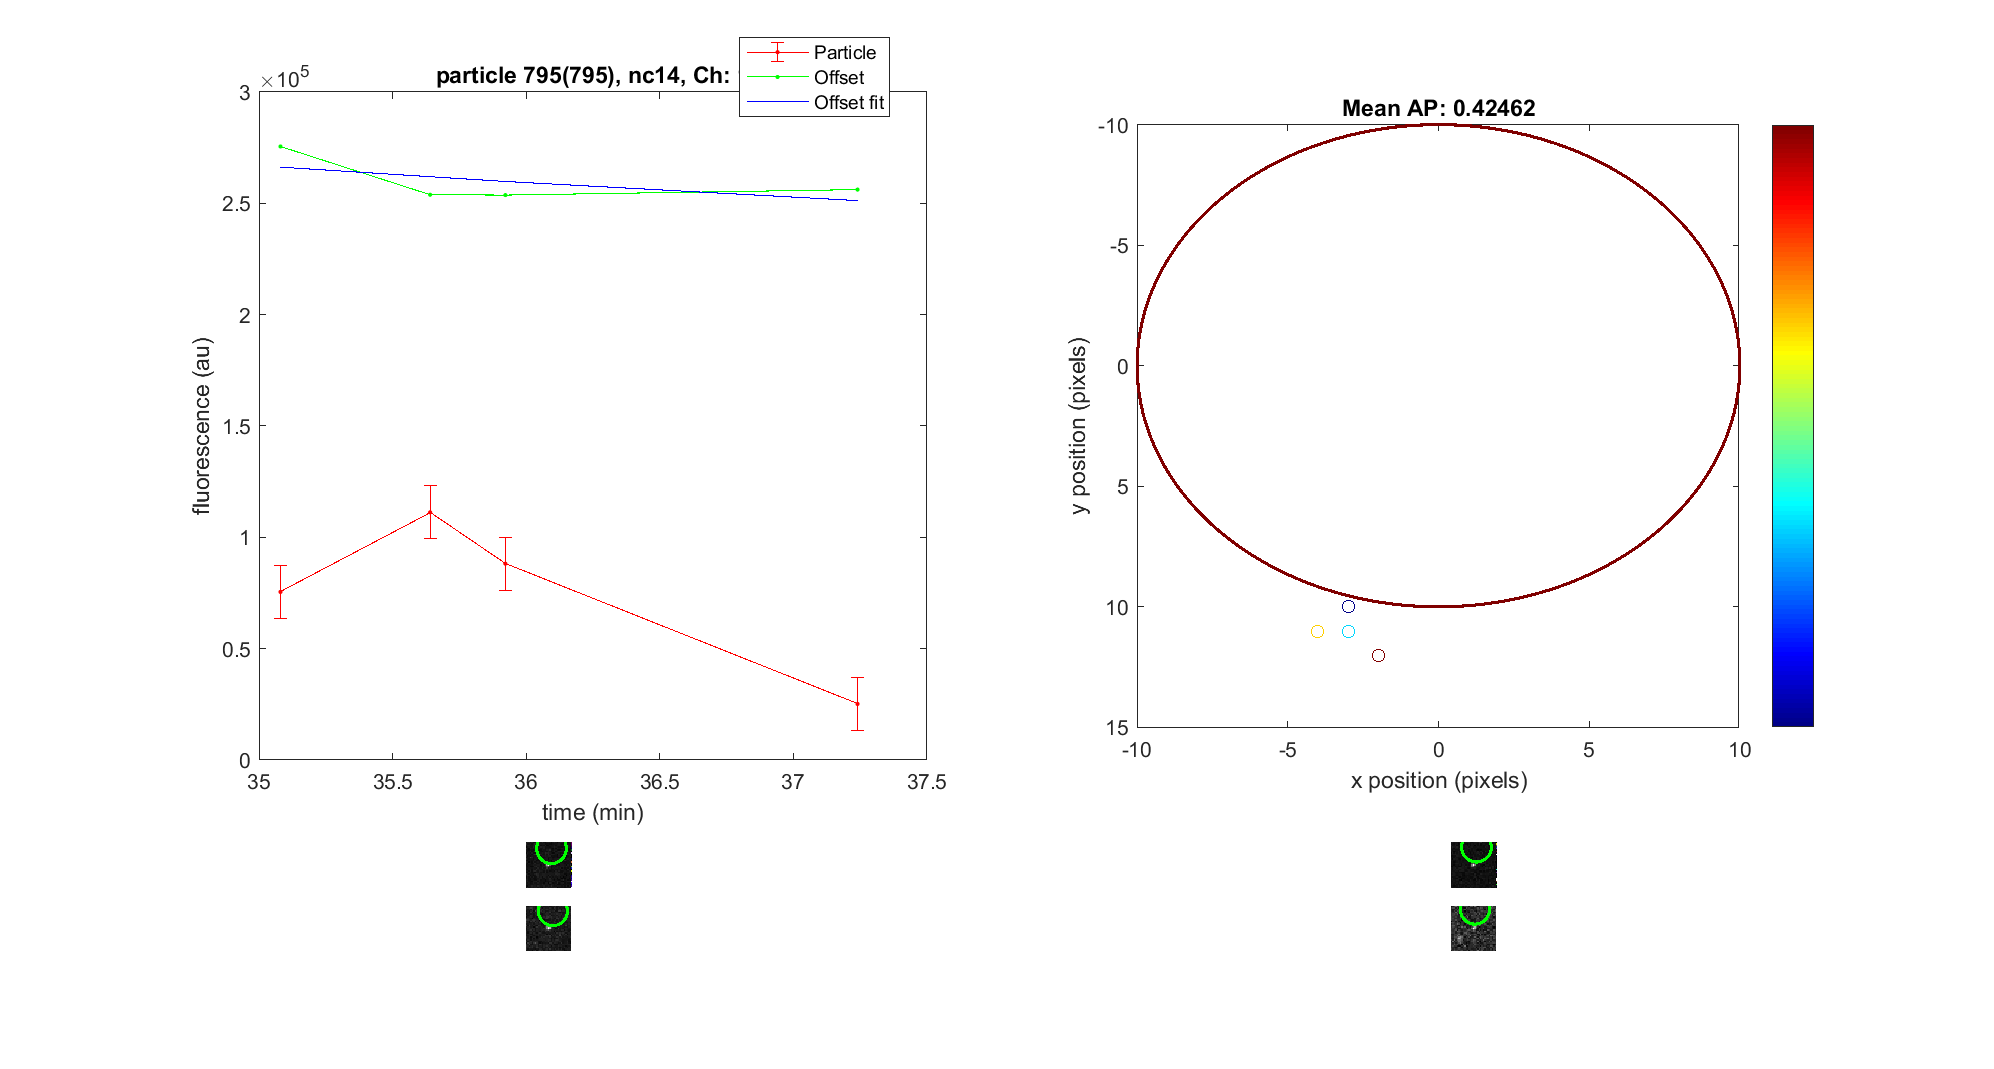 particle 795(795), nc14, Ch:
Particle
Offset
Offset fit
×10^5
3
2.5
2
1.5
1
0.5
0
35
35.5
36
36.5
37
37.5
fluorescence (au)
time (min)
Mean AP: 0.42462
-10
-5
0
5
10
15
-10
-5
0
5
10
y position (pixels)
x position (pixels)